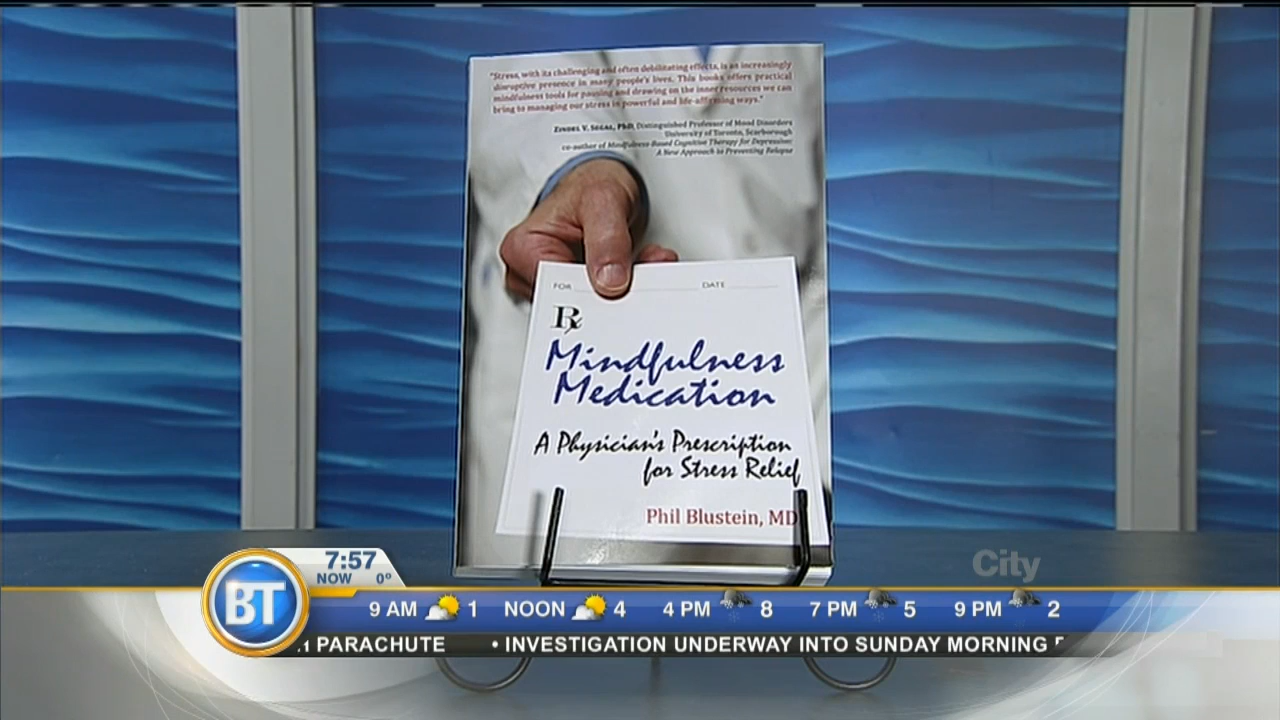 "Stress, with its challenging and often debilitating effects, is an increasingly
disruptive presence in many people's lives. This books offers practical
mindfulness tools for pausing and drawing on the inner resources we can
bring to managing our stress in powerful and life-affirming ways."
ZINDEL V. SEGAL, PhD, Distinguished Professor of Mood Disorders
University of Toronto, Scarborough
co-author of Mindfulness-Based Cognitive Therapy for Depression:
A New Approach to Preventing Relapse
FOR DATE
Rx
Mindfulness
Medication
A Physician's Prescription
for Stress Relief
Phil Blustein, MD
City
7:57
NOW 0°
BT
9 AM 1 NOON 4 4 PM 8 7 PM 5 9 PM 2
PARACHUTE • INVESTIGATION UNDERWAY INTO SUNDAY MORNING